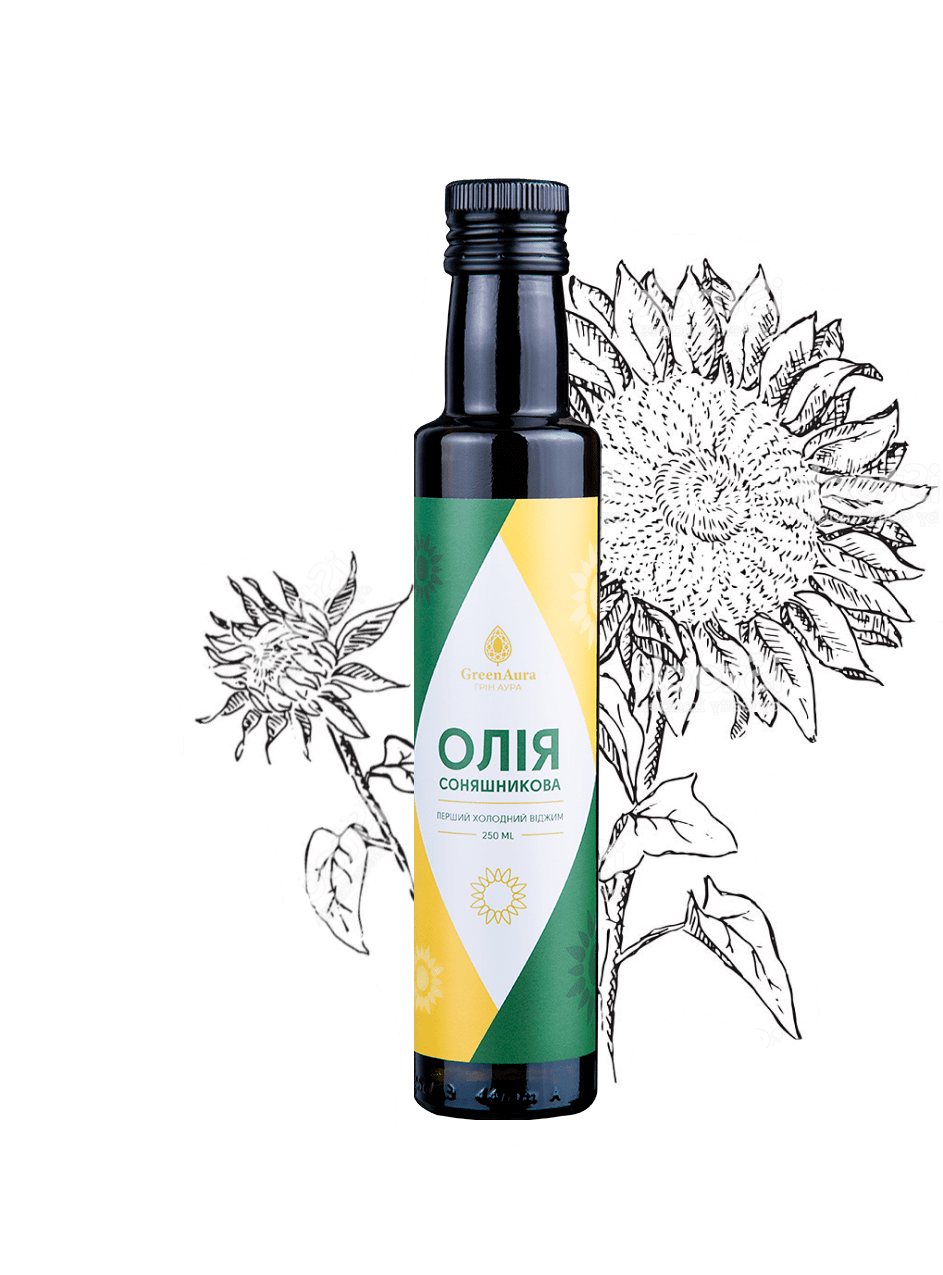 GreenAura
ГРІН АУРА
ОЛІЯ
СОНЯШНИКОВА
ПЕРШИЙ ХОЛОДНИЙ ВІДЖИМ
250 ML